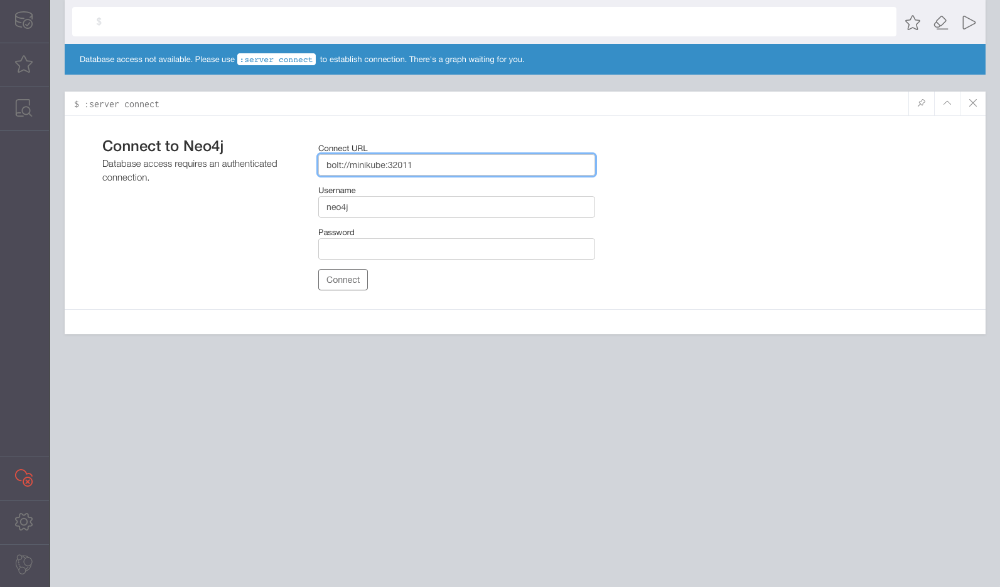 $
Database access not available. Please use :server connect to establish connection. There's a graph waiting for you.
$ :server connect
Connect to Neo4j
Database access requires an authenticated
connection.
Connect URL
bolt://minikube:32011
Username
neo4j
Password
Connect